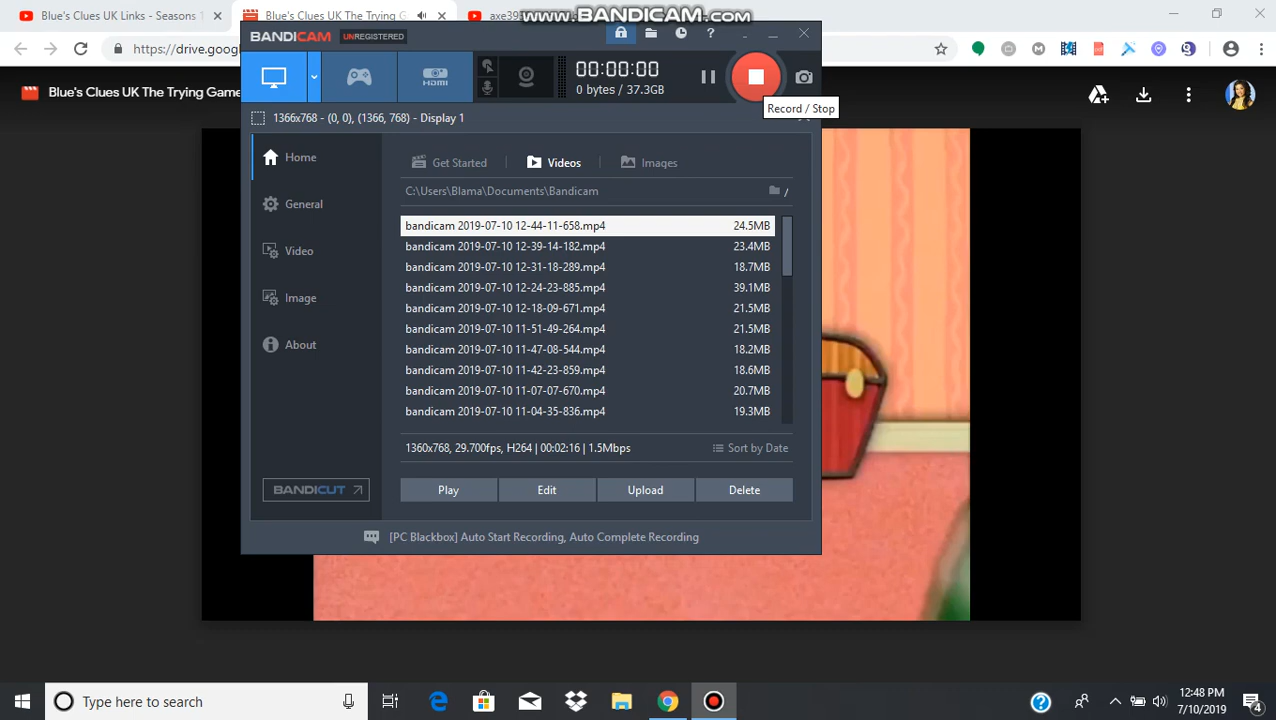 Blue's Clues UK Links - Seasons 1
Blue's Clues UK The Trying G
axe39
www.BANDICAM.com
https://drive.goog
Blue's Clues UK The Trying Game
BANDICAM
UNREGISTERED
HDMI
00:00:00
0 bytes / 37.3GB
Record / Stop
1366x768 - (0, 0), (1366, 768) - Display 1
Home
General
Video
Image
About
Get Started
Videos
Images
C:\Users\Blama\Documents\Bandicam
bandicam 2019-07-10 12-44-11-658.mp4 24.5MB
bandicam 2019-07-10 12-39-14-182.mp4 23.4MB
bandicam 2019-07-10 12-31-18-289.mp4 18.7MB
bandicam 2019-07-10 12-24-23-885.mp4 39.1MB
bandicam 2019-07-10 12-18-09-671.mp4 21.5MB
bandicam 2019-07-10 11-51-49-264.mp4 21.5MB
bandicam 2019-07-10 11-47-08-544.mp4 18.2MB
bandicam 2019-07-10 11-42-23-859.mp4 18.6MB
bandicam 2019-07-10 11-07-07-670.mp4 20.7MB
bandicam 2019-07-10 11-04-35-836.mp4 19.3MB
1360x768, 29.700fps, H264 | 00:02:16 | 1.5Mbps
Sort by Date
Play
Edit
Upload
Delete
BANDICUT
[PC Blackbox] Auto Start Recording, Auto Complete Recording
Type here to search
12:48 PM
7/10/2019
4